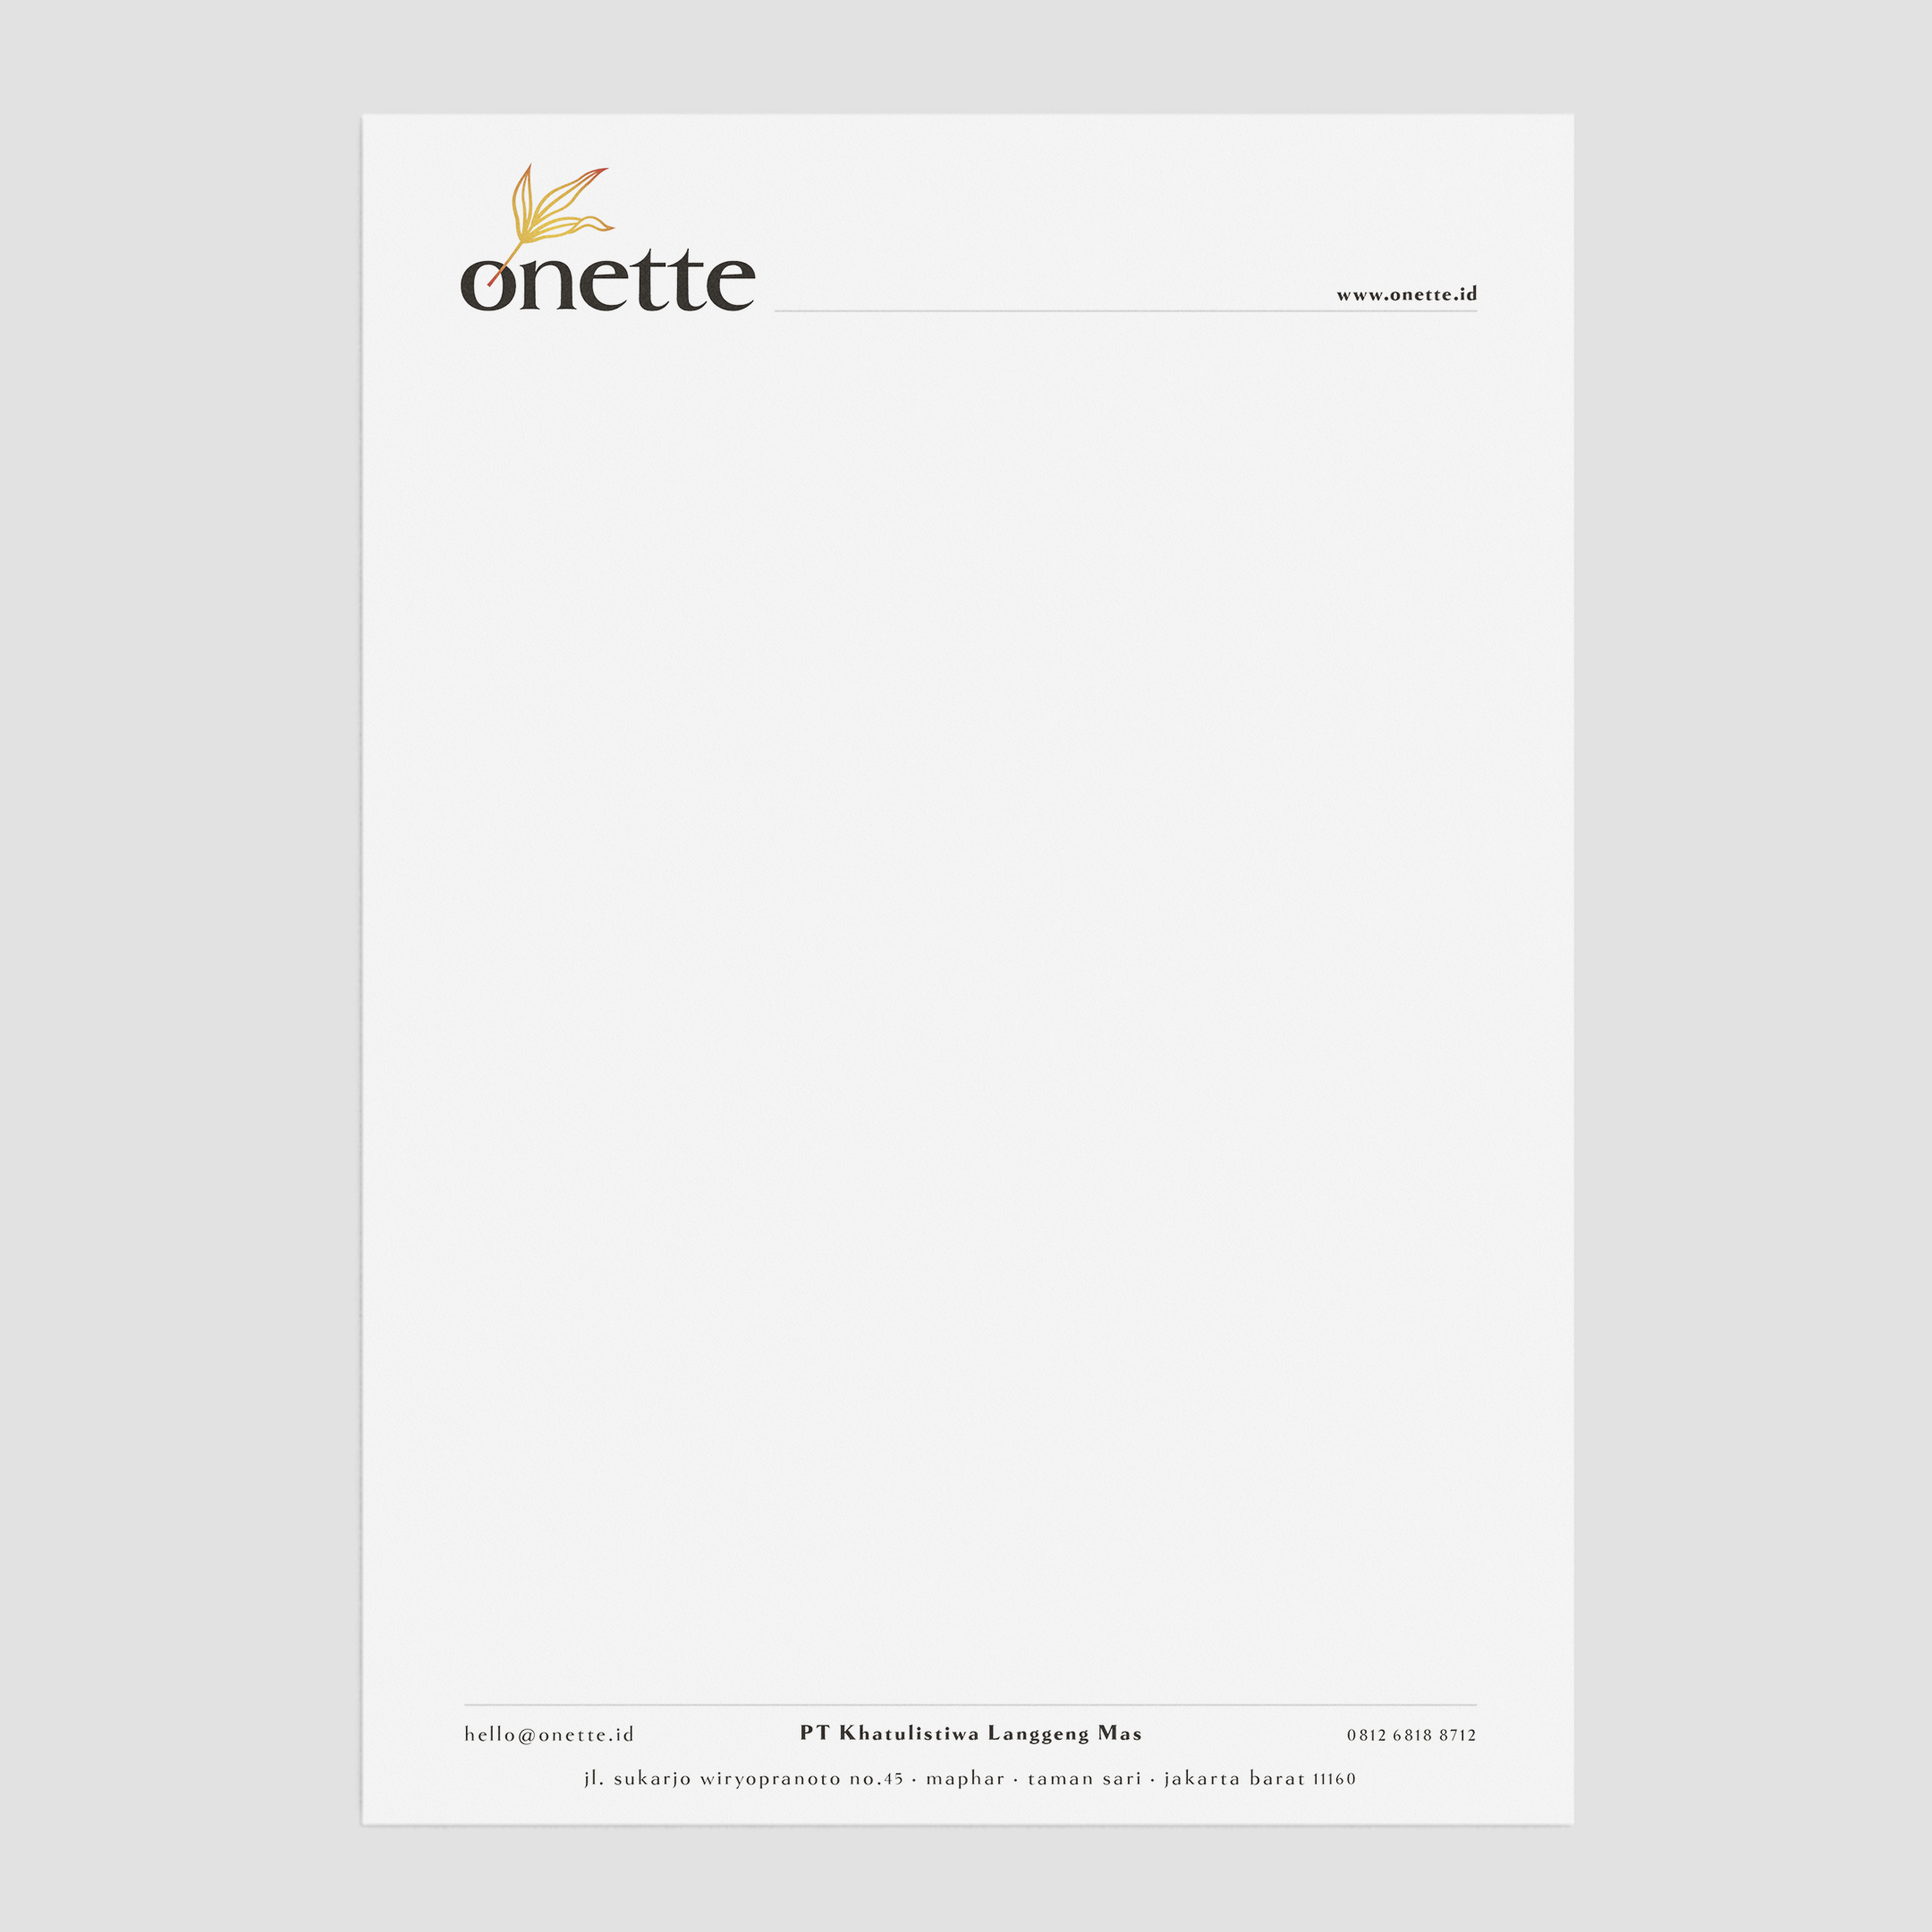 onette
www.onette.id
hello@onette.id PT Khatulistiwa Langgeng Mas 0812 6818 8712
jl. sukarjo wiryopranoto no.45 · maphar · taman sari · jakarta barat 11160